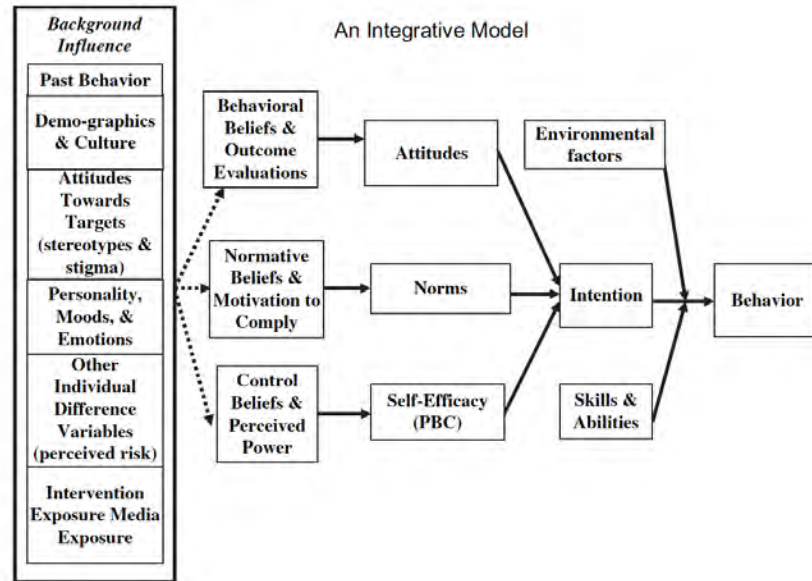 Background
Influence
Past Behavior
Demo-graphics
& Culture
Attitudes
Towards
Targets
(stereotypes &
stigma)
Personality,
Moods, &
Emotions
Other
Individual
Difference
Variables
(perceived risk)
Intervention
Exposure Media
Exposure
An Integrative Model
Behavioral
Beliefs &
Outcome
Evaluations
Normative
Beliefs &
Motivation to
Comply
Control
Beliefs &
Perceived
Power
Attitudes
Norms
Self-Efficacy
(PBC)
Environmental
factors
Intention
Skills &
Abilities
Behavior